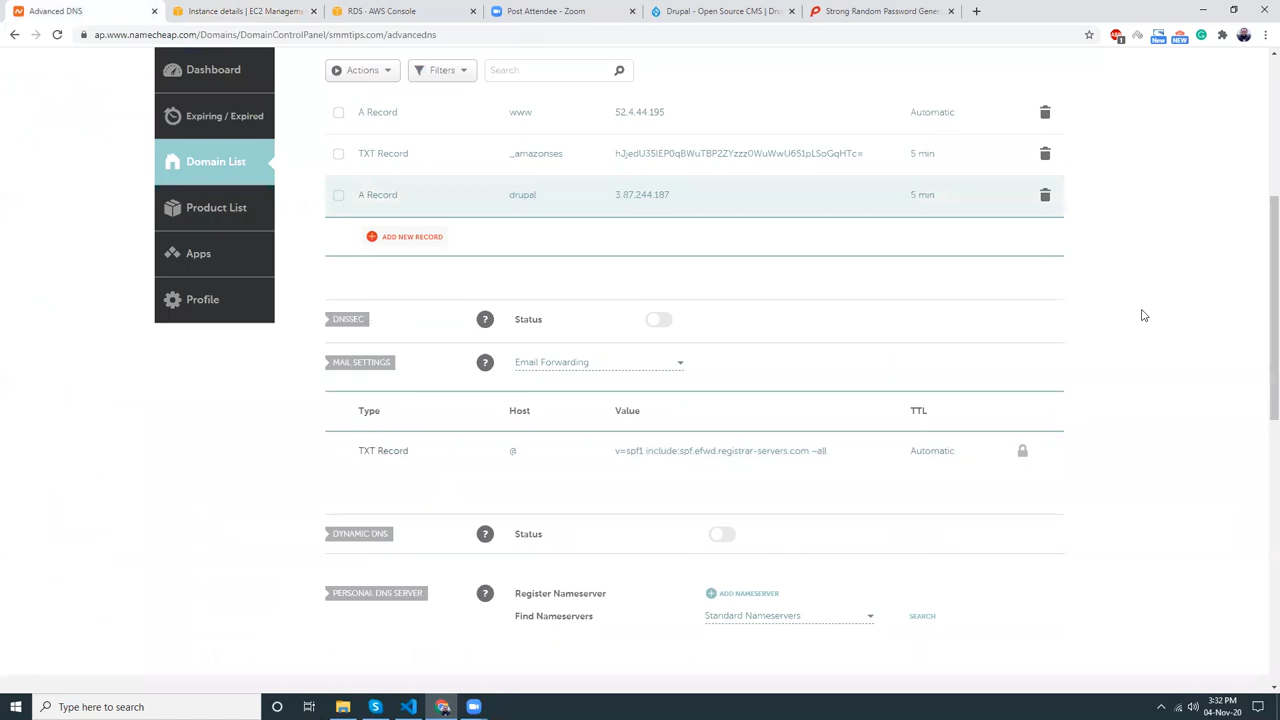 Advanced DNS
Instance Details | EC2 Managem
RDS · AWS Console
Post Attendee - Zoom
Drupal - Open Source CMS | Dru
Strong Random Password Gener
ap.www.namecheap.com/Domains/DomainControlPanel/smmtips.com/advancedns
1
New
NEW
Dashboard
Expiring / Expired
Domain List
Product List
Apps
Profile
Actions
Filters
Search
A Record www 52.4.44.195 Automatic
TXT Record _amazonses hJjedU35lEP0qBWuTBP2ZYzzz0WuWwU6S1pLSoGqHTc= 5 min
A Record drupal 3.87.244.187 5 min
ADD NEW RECORD
DNSSEC ? Status
MAIL SETTINGS ? Email Forwarding
Type Host Value TTL
TXT Record @ v=spf1 include:spf.efwd.registrar-servers.com ~all Automatic
DYNAMIC DNS ? Status
PERSONAL DNS SERVER ? Register Nameserver ADD NAMESERVER
Find Nameservers Standard Nameservers SEARCH
Type here to search
3:32 PM
04-Nov-20